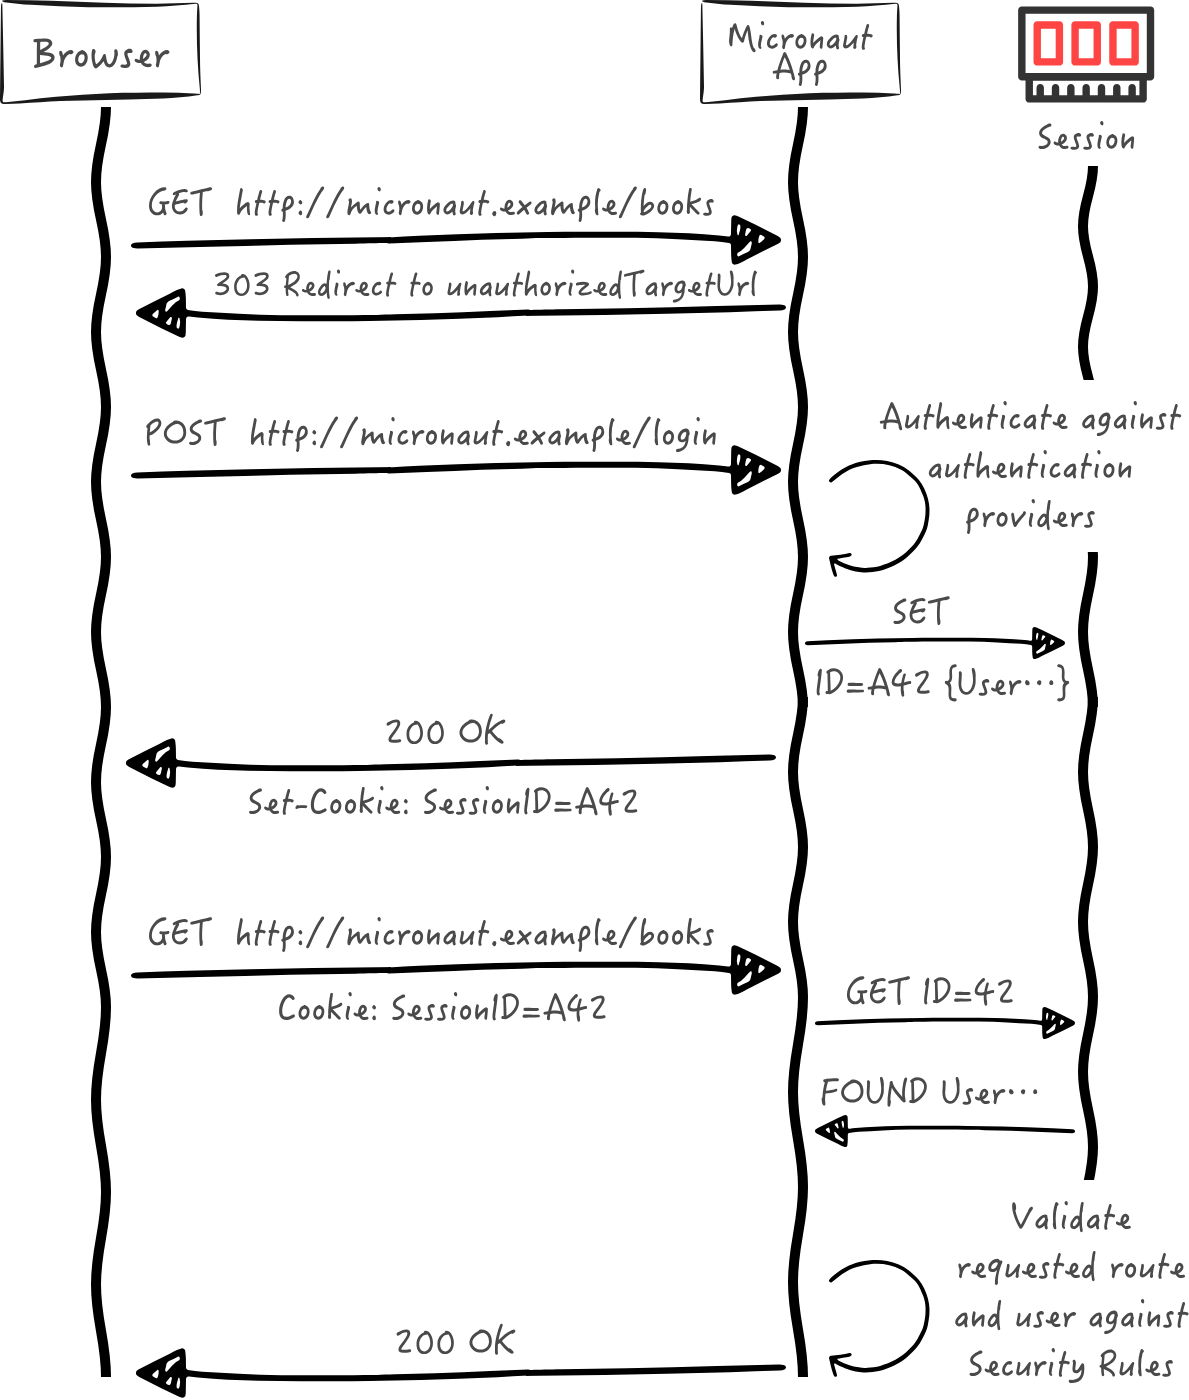 Browser
Micronaut
App
Session
GET http://micronaut.example/books
303 Redirect to unauthorizedTargetUrl
POST http://micronaut.example/login
Authenticate against
authentication
providers
SET
ID=A42 {User...}
200 OK
Set-Cookie: SessionID=A42
GET http://micronaut.example/books
Cookie: SessionID=A42
GET ID=42
FOUND User...
Validate
requested route
and user against
Security Rules
200 OK